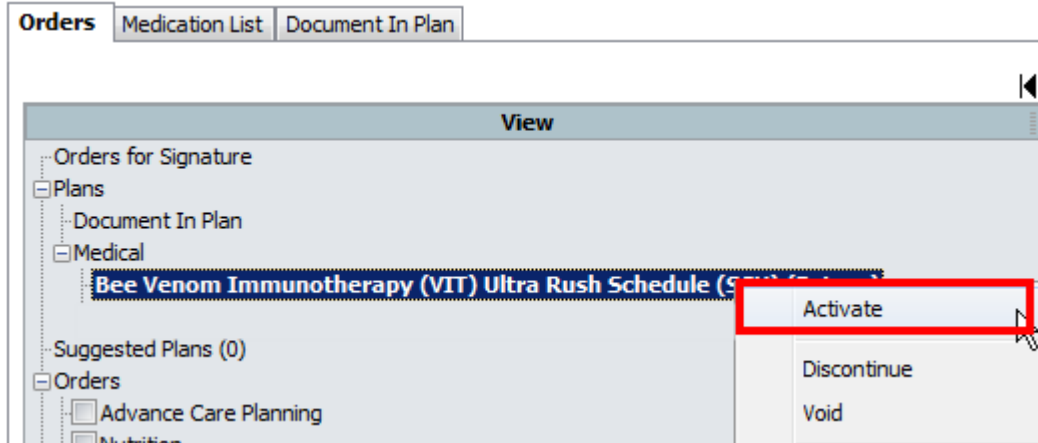 Orders Medication List Document In Plan
View
Orders for Signature
Plans
Document In Plan
Medical
Bee Venom Immunotherapy (VIT) Ultra Rush Schedule
Activate
Suggested Plans (0)
Discontinue
Orders
Advance Care Planning
Void
Nutrition